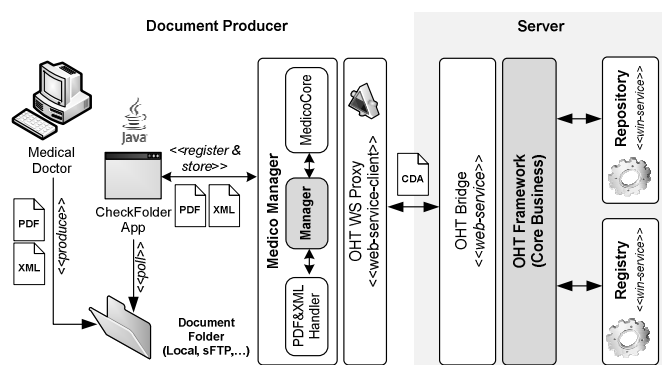 Document Producer
Server
Medical
Doctor
PDF
XML
<<produce>>
Java
CheckFolder
App
<<poll>>
Document
Folder
(Local, sFTP,...)
<<register &
store>>
PDF
XML
Medico Manager
MedicoCore
Manager
PDF&XML
Handler
OHT WS Proxy
<<web-service-client>>
CDA
OHT Bridge
<<web-service>>
OHT Framework
(Core Business)
Repository
<<win-service>>
Registry
<<win-service>>